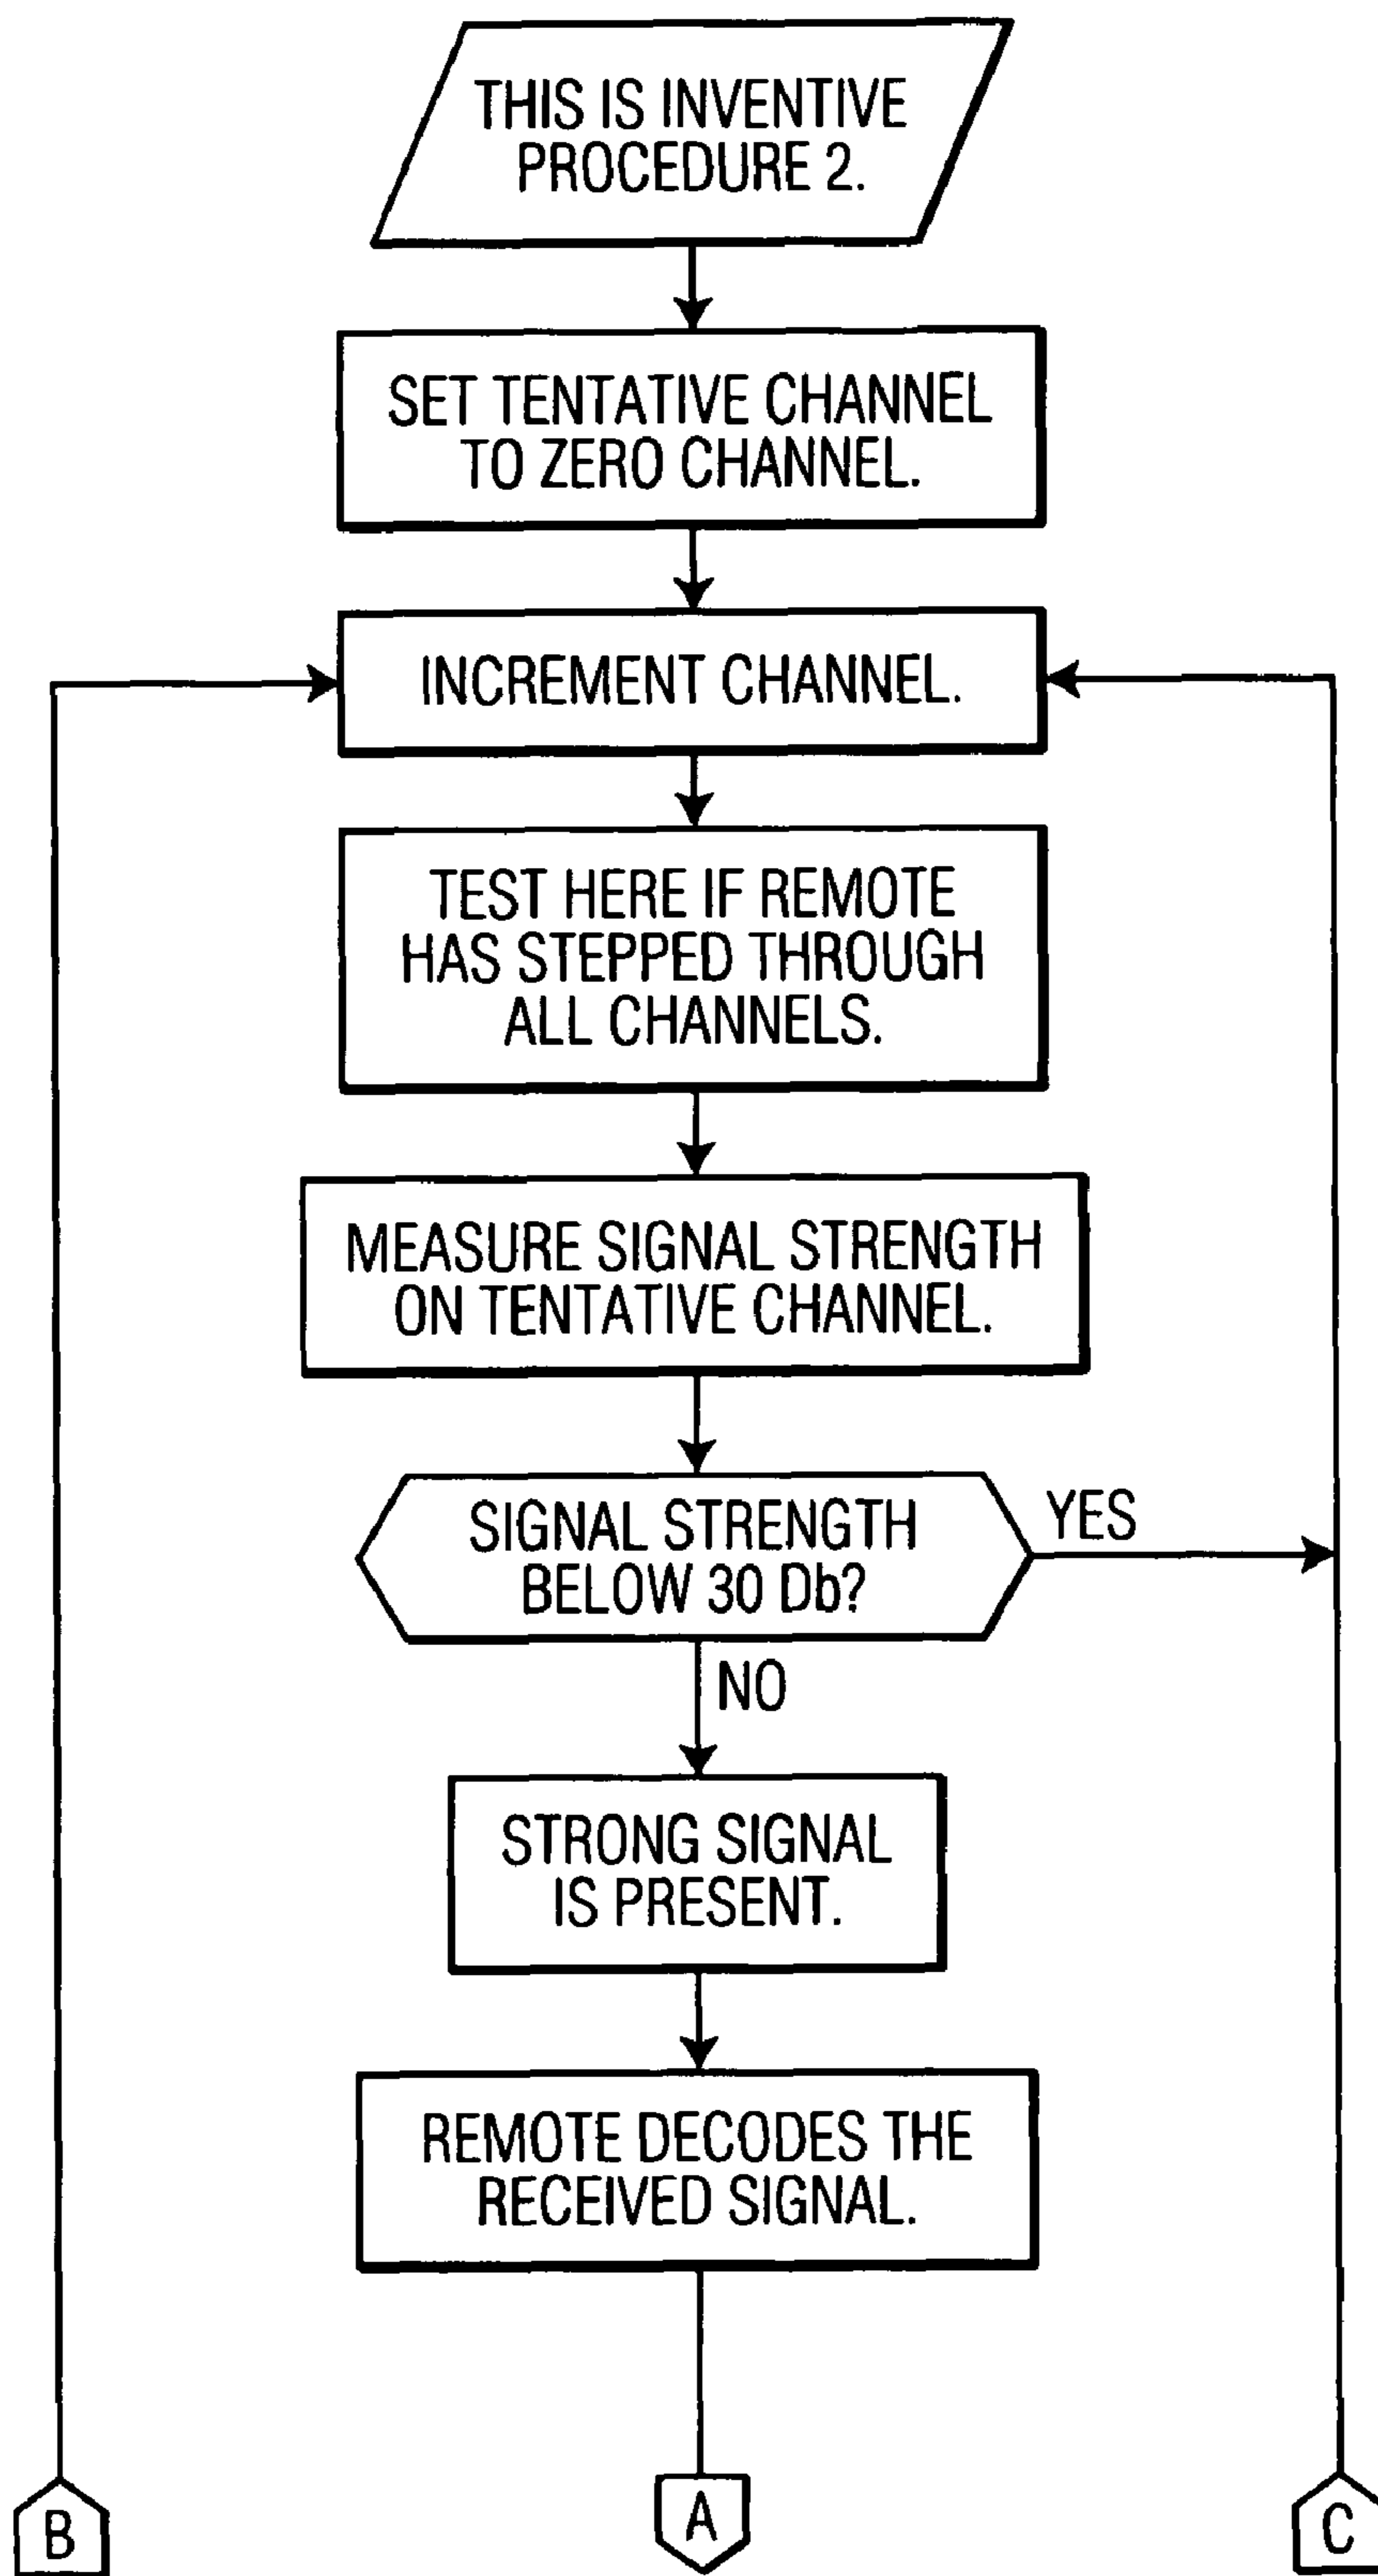 THIS IS INVENTIVE
PROCEDURE 2.
SET TENTATIVE CHANNEL
TO ZERO CHANNEL.
INCREMENT CHANNEL.
TEST HERE IF REMOTE
HAS STEPPED THROUGH
ALL CHANNELS.
MEASURE SIGNAL STRENGTH
ON TENTATIVE CHANNEL.
SIGNAL STRENGTH
BELOW 30 Db?
YES
NO
STRONG SIGNAL
IS PRESENT.
REMOTE DECODES THE
RECEIVED SIGNAL.
B
A
C